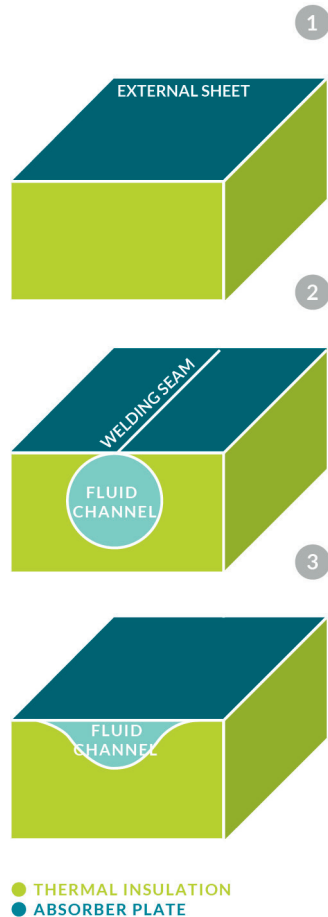 1
EXTERNAL SHEET
2
WELDING SEAM
FLUID
CHANNEL
3
FLUID
CHANNEL
THERMAL INSULATION
ABSORBER PLATE